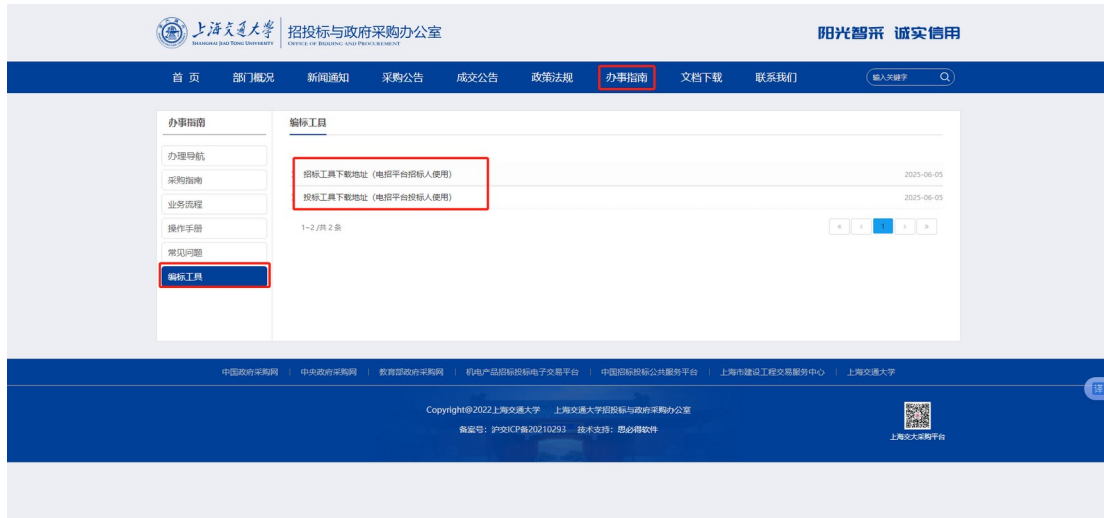 上海交通大学 招投标与政府采购办公室 阳光智采 诚实信用
SHANGHAI JIAO TONG UNIVERSITY OFFICE OF BIDDING AND PROCUREMENT
首 页 部门概况 新闻通知 采购公告 成交公告 政策法规 办事指南 文档下载 联系我们 输入关键字
办事指南 编标工具
办理导航
招标工具下载地址（电招平台招标人使用） 2025-06-05
采购指南
投标工具下载地址（电招平台投标人使用） 2025-06-05
业务流程
操作手册 1-2 /共 2 条 « ‹ 1 › »
常见问题
编标工具
中国政府采购网 | 中央政府采购网 | 教育部政府采购网 | 机电产品招标投标电子交易平台 | 中国招标投标公共服务平台 | 上海市建设工程交易服务中心 | 上海交通大学
译
Copyright@2022上海交通大学 上海交通大学招投标与政府采购办公室
备案号：沪交ICP备20210293 技术支持：思必得软件
上海交大采购平台